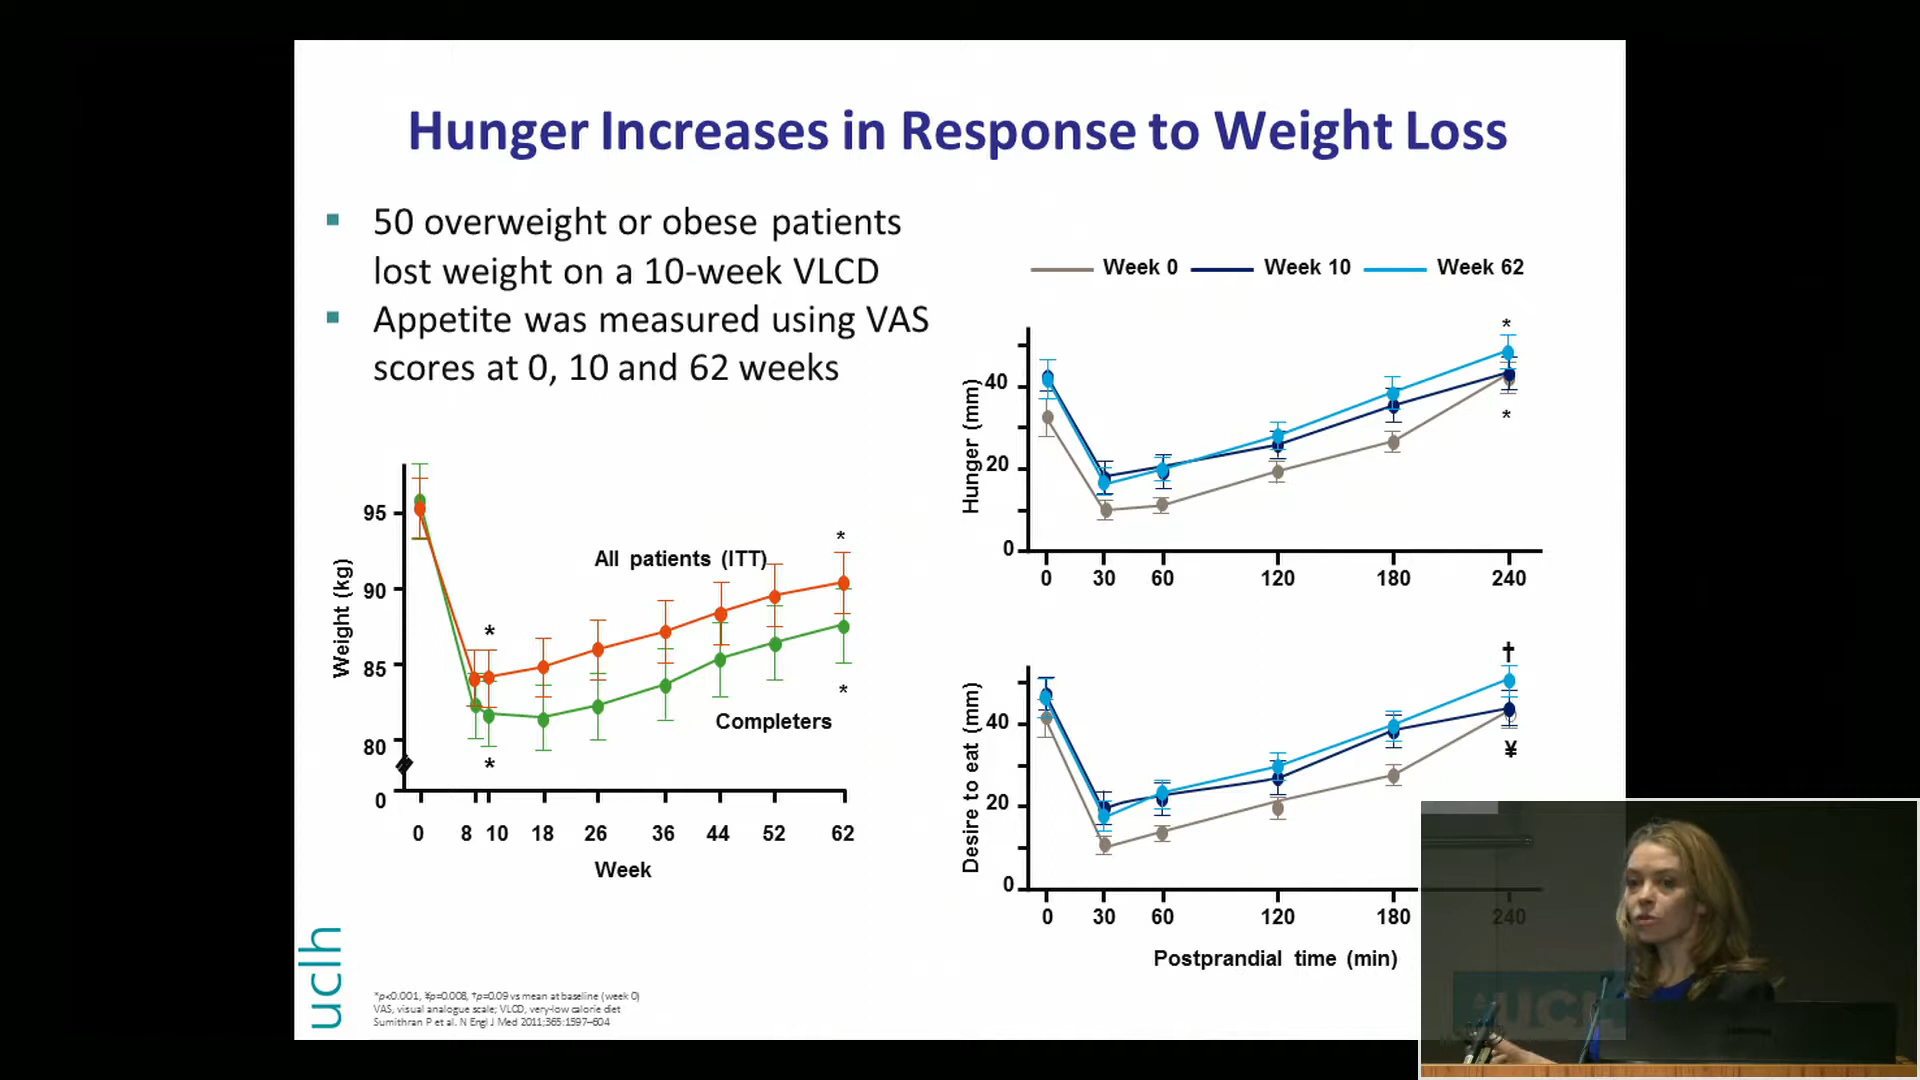 Hunger Increases in Response to Weight Loss
50 overweight or obese patients
lost weight on a 10-week VLCD
Appetite was measured using VAS
scores at 0, 10 and 62 weeks
Weight (kg)
95
90
85
80
0
*
*
*
*
All patients (ITT)
Completers
0 8 10 18 26 36 44 52 62
Week
Week 0 Week 10 Week 62
Hunger (mm)
40
20
0
*
*
0 30 60 120 180 240
Desire to eat (mm)
40
20
0
†
¥
0 30 60 120 180 240
Postprandial time (min)
uclh
*p<0.001, ¥p=0.008, †p=0.09 vs mean at baseline (week 0)
VAS, visual analogue scale; VLCD, very-low calorie diet
Sumithran P et al. N Engl J Med 2011;365:1597–604
UCL